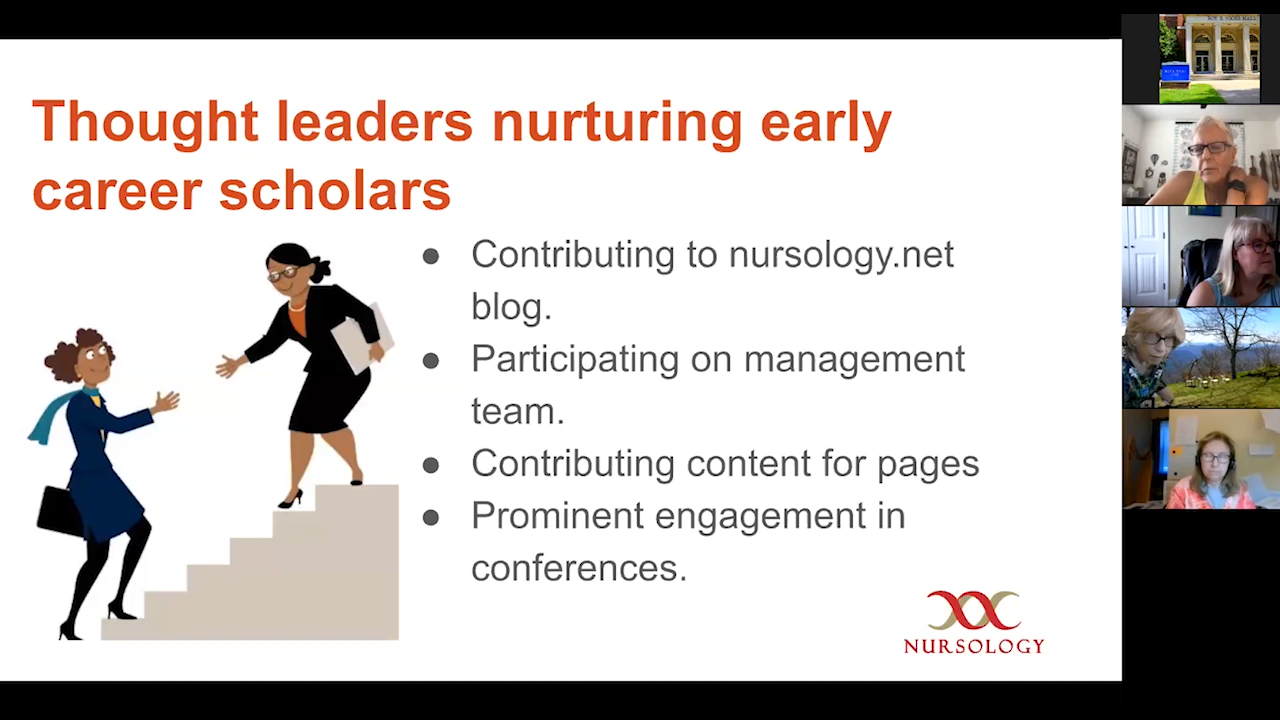 Thought leaders nurturing early
career scholars
● Contributing to nursology.net
blog.
● Participating on management
team.
● Contributing content for pages
● Prominent engagement in
conferences.
NURSOLOGY